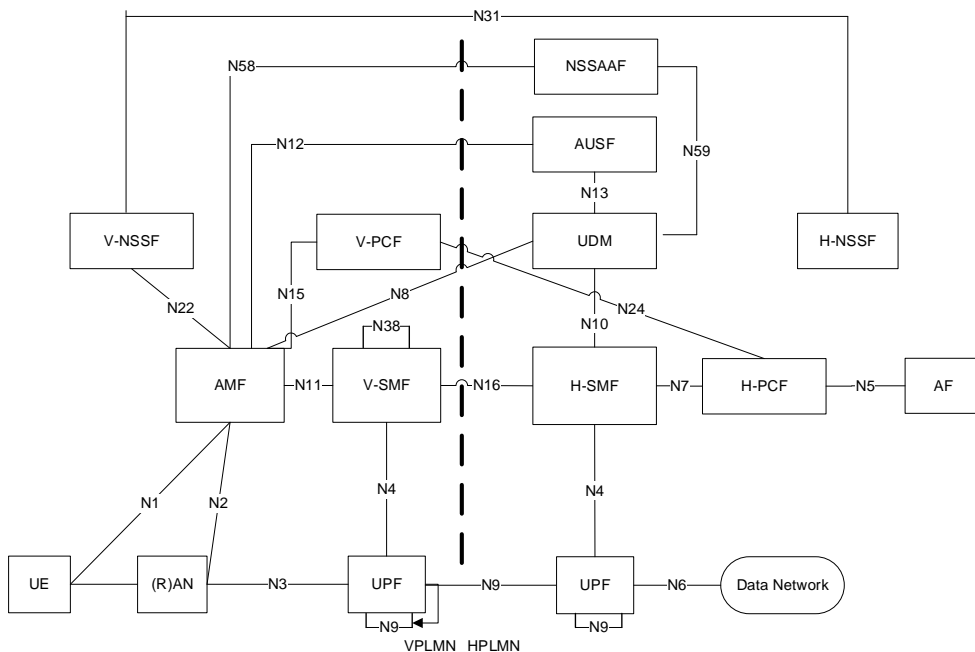 N31
N58
NSSAAF
N12
AUSF
N59
N13
V-NSSF
V-PCF
UDM
H-NSSF
N22
N15
N8
N10
N24
N38
AMF
N11
V-SMF
N16
H-SMF
N7
H-PCF
N5
AF
N1
N2
N4
N4
UE
(R)AN
N3
UPF
N9
UPF
N6
Data Network
N9
N9
VPLMN HPLMN